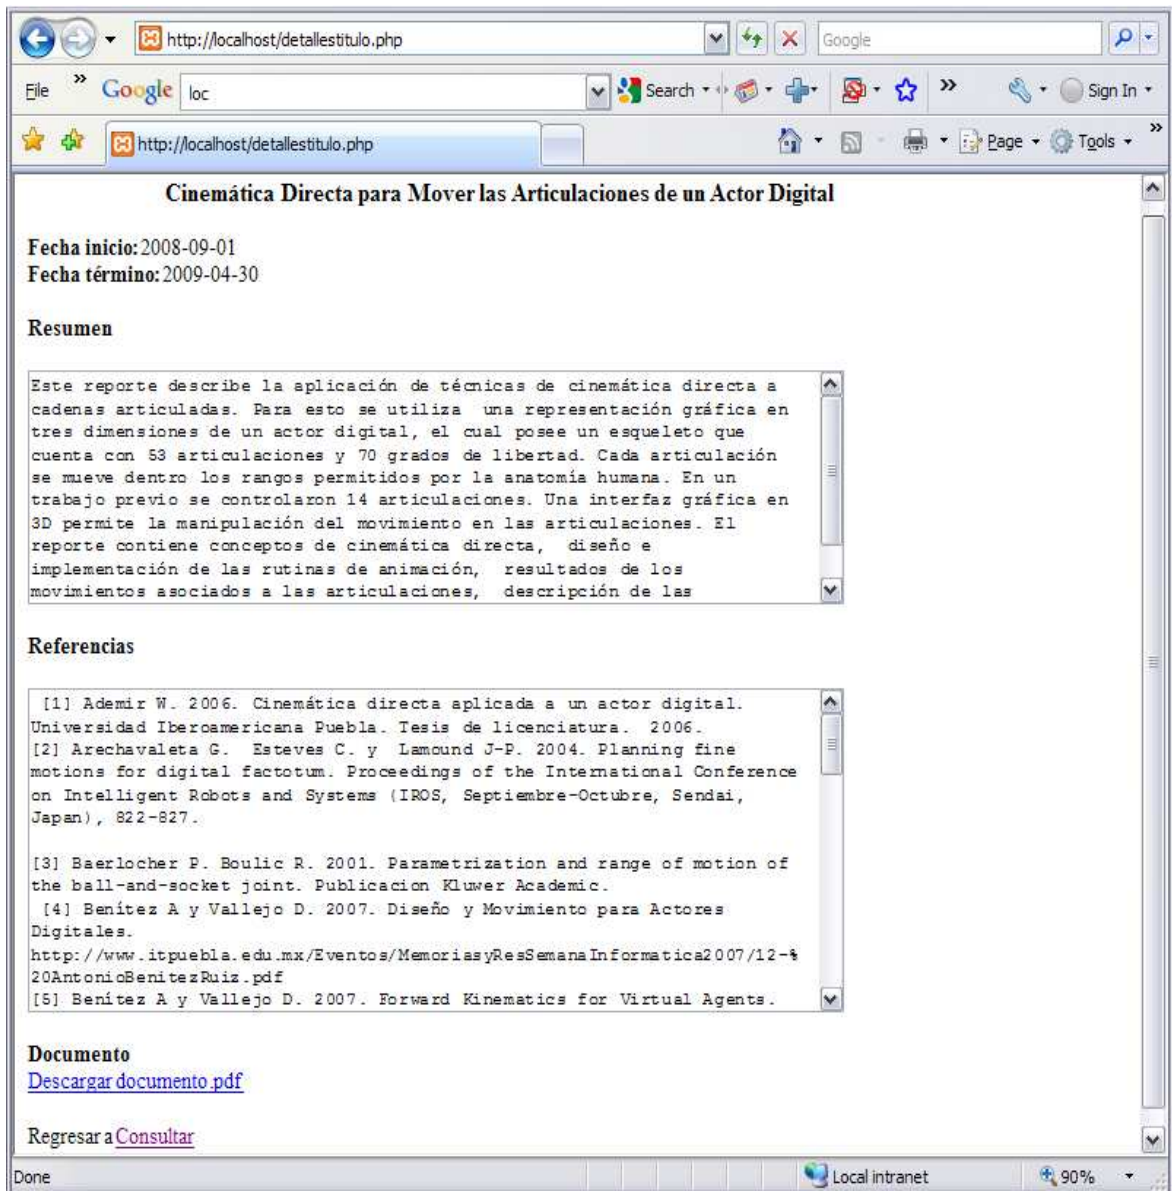 http://localhost/detallestitulo.php
Google
File » Google loc Search » Sign In
http://localhost/detallestitulo.php Page Tools »
Cinemática Directa para Mover las Articulaciones de un Actor Digital
Fecha inicio: 2008-09-01
Fecha término: 2009-04-30
Resumen
Este reporte describe la aplicación de técnicas de cinemática directa a
cadenas articuladas. Para esto se utiliza una representación gráfica en
tres dimensiones de un actor digital, el cual posee un esqueleto que
cuenta con 53 articulaciones y 70 grados de libertad. Cada articulación
se mueve dentro los rangos permitidos por la anatomía humana. En un
trabajo previo se controlaron 14 articulaciones. Una interfaz gráfica en
3D permite la manipulación del movimiento en las articulaciones. El
reporte contiene conceptos de cinemática directa, diseño e
implementación de las rutinas de animación, resultados de los
movimientos asociados a las articulaciones, descripción de las
Referencias
[1] Ademir W. 2006. Cinemática directa aplicada a un actor digital.
Universidad Iberoamericana Puebla. Tesis de licenciatura. 2006.
[2] Arechavaleta G. Esteves C. y Lamound J-P. 2004. Planning fine
motions for digital factotum. Proceedings of the International Conference
on Intelligent Robots and Systems (IROS, Septiembre-Octubre, Sendai,
Japan), 822-827.
[3] Baerlocher P. Boulic R. 2001. Parametrization and range of motion of
the ball-and-socket joint. Publicacion Kluwer Academic.
[4] Benítez A y Vallejo D. 2007. Diseño y Movimiento para Actores
Digitales.
http://www.itpuebla.edu.mx/Eventos/MemoriasyResSemanaInformatica2007/12-%
20AntonioBenitezRuiz.pdf
[5] Benítez A y Vallejo D. 2007. Forward Kinematics for Virtual Agents.
Documento
Descargar documento.pdf
Regresar a Consultar
Done Local intranet 90%